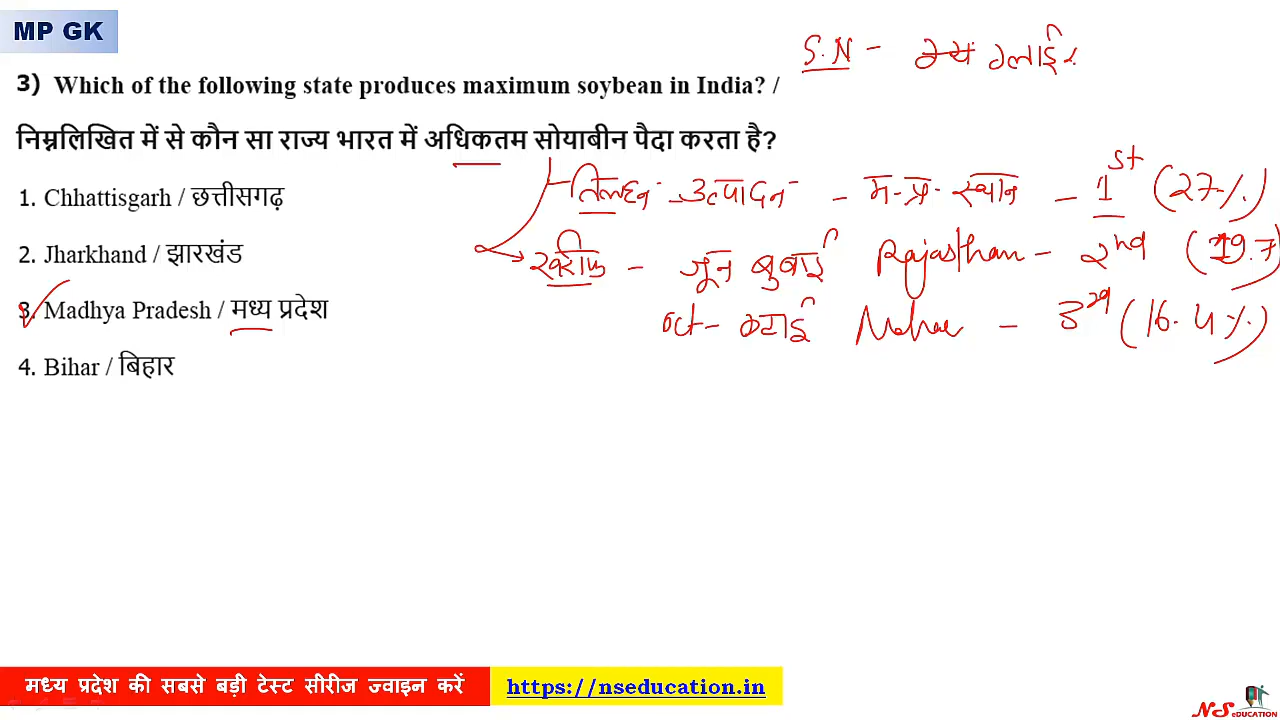 MP GK
S.N -
3) Which of the following state produces maximum soybean in India? /
निम्नलिखित में से कौन सा राज्य भारत में अधिकतम सोयाबीन पैदा करता है?
तिलहन उत्पादन - म.प्र. स्थान - 1st (27%)
1. Chhattisgarh / छत्तीसगढ़
2. Jharkhand / झारखंड
खरीफ - जून बुवाई Rajasthan - 2nd
3. Madhya Pradesh / मध्य प्रदेश
Oct - कटाई - 3rd (16.4%)
4. Bihar / बिहार
मध्य प्रदेश की सबसे बड़ी टेस्ट सीरीज ज्वाइन करें https://nseducation.in
NS eDUCATION